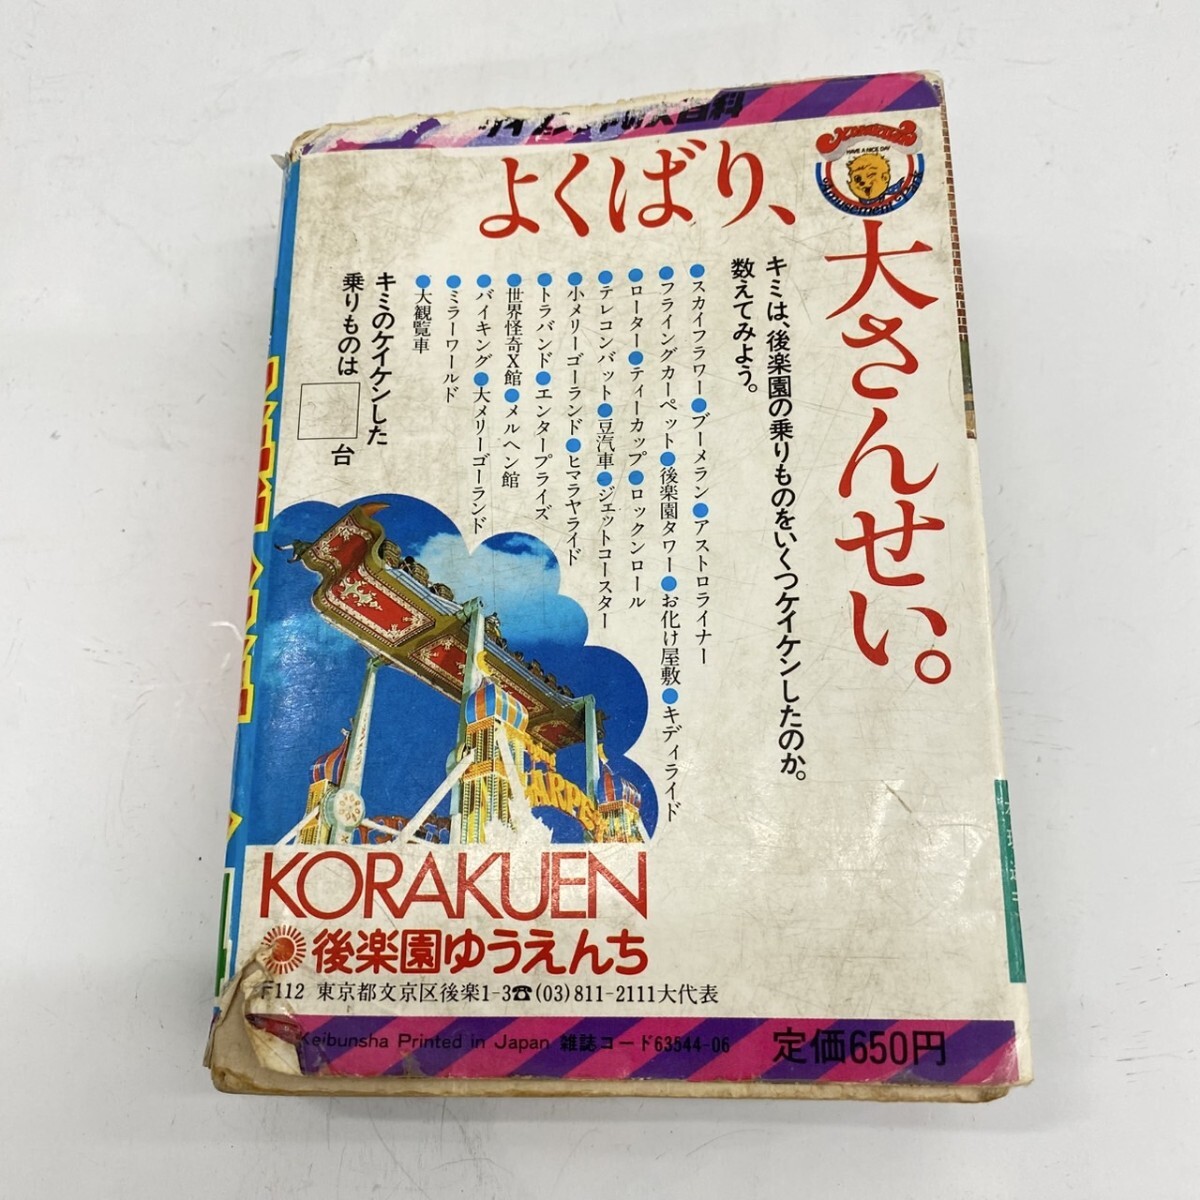 よくばり、
大さんせい。
HAVE A NICE DAY
Amusement Park
キミは、後楽園の乗りものをいくつケイケンしたのか。
数えてみよう。
●スカイフラワー●ブーメラン●アストロライナー
●フライングカーペット●後楽園タワー●お化け屋敷●キディライド
●ローター●ティーカップ●ロックンロール
●テレコンバット●豆汽車●ジェットコースター
●小メリーゴーランド●ヒマラヤライド
●トラバンド●エンタープライズ
●世界怪奇X館●メルヘン館
●バイキング●大メリーゴーランド
●ミラーワールド
●大観覧車
キミのケイケンした
乗りものは
台
CARPE
KORAKUEN
後楽園ゆうえんち
〒112 東京都文京区後楽1-3☎(03)811-2111大代表
Keibunsha Printed in Japan 雑誌コード63544-06
定価650円